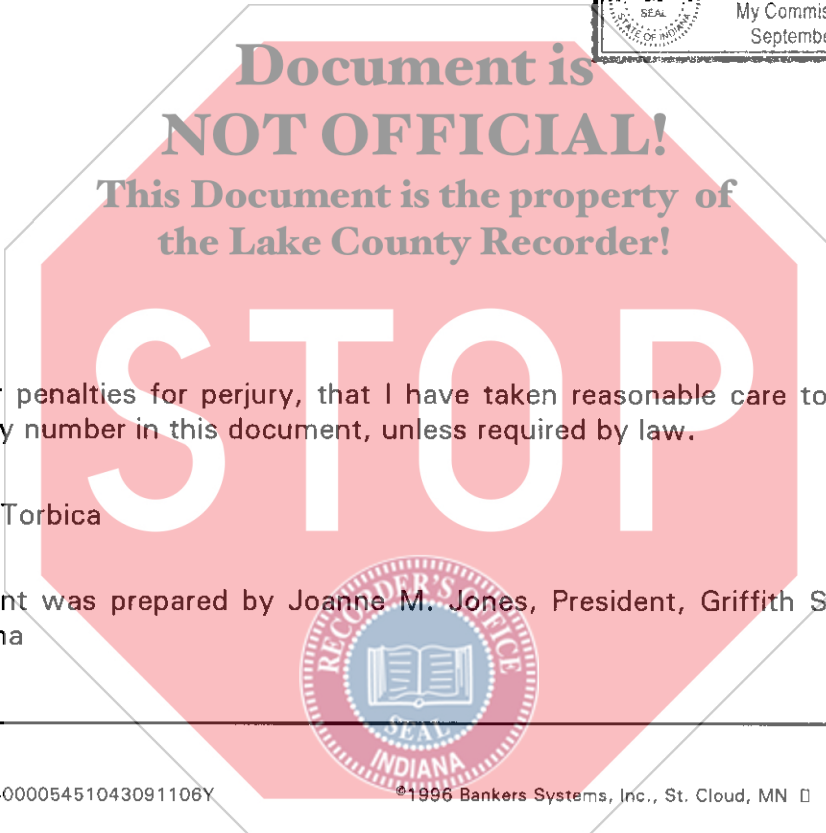 SEAL
STATE OF INDIANA
My Commis
Septembe
Document is
NOT OFFICIAL!
This Document is the property of
the Lake County Recorder!
STOP
r penalties for perjury, that I have taken reasonable care to
y number in this document, unless required by law.
Torbica
nt was prepared by Joanne M. Jones, President, Griffith S
na
RECORDER'S OFFICE
SEAL
INDIANA
00005451043091106Y
©1996 Bankers Systems, Inc., St. Cloud, MN